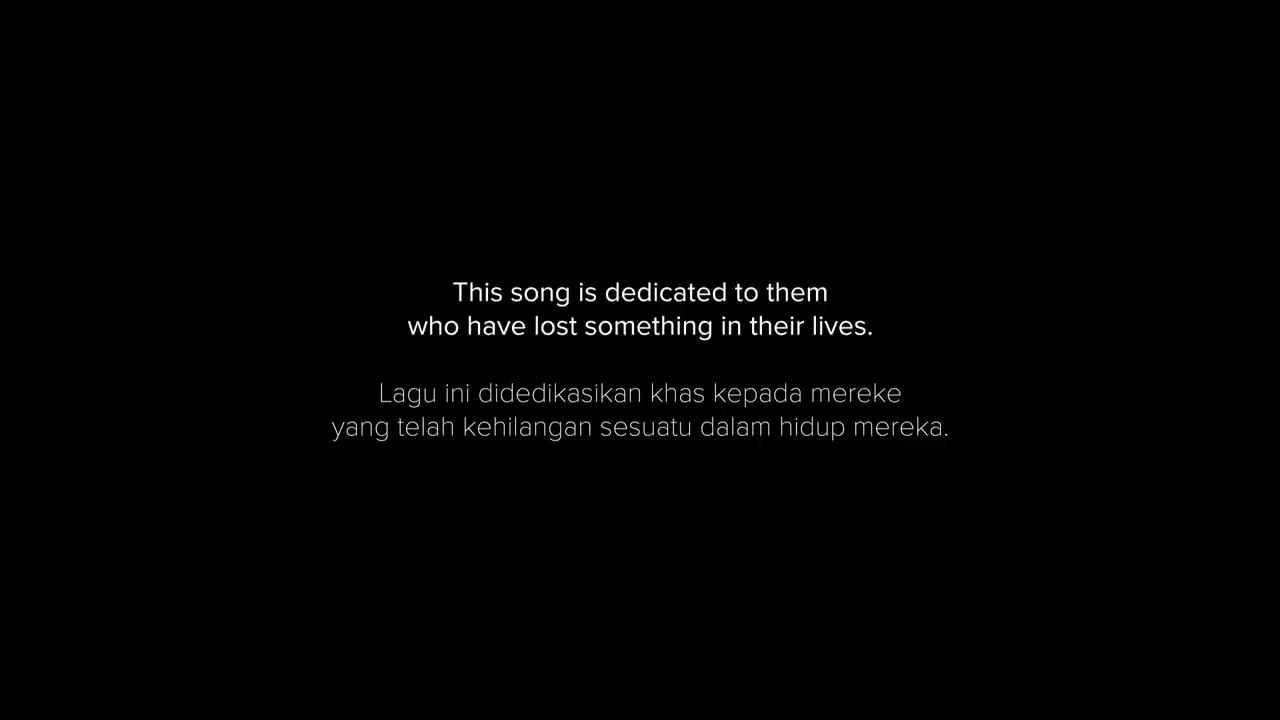 This song is dedicated to them
who have lost something in their lives.
Lagu ini didedikasikan khas kepada mereke
yang telah kehilangan sesuatu dalam hidup mereka.